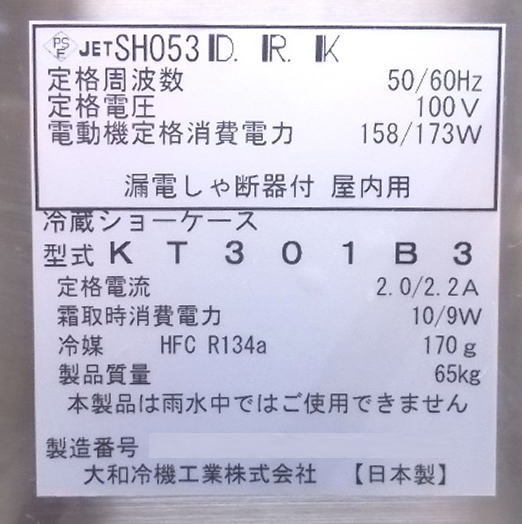 PS E JET SH053 D. R. K
定格周波数 50/60Hz
定格電圧 100V
電動機定格消費電力 158/173W
漏電しゃ断器付 屋内用
冷蔵ショーケース
型式 KT301B3
定格電流 2.0/2.2A
霜取時消費電力 10/9W
冷媒 HFC R134a 170g
製品質量 65kg
本製品は雨水中ではご使用できません
製造番号
大和冷機工業株式会社 【日本製】